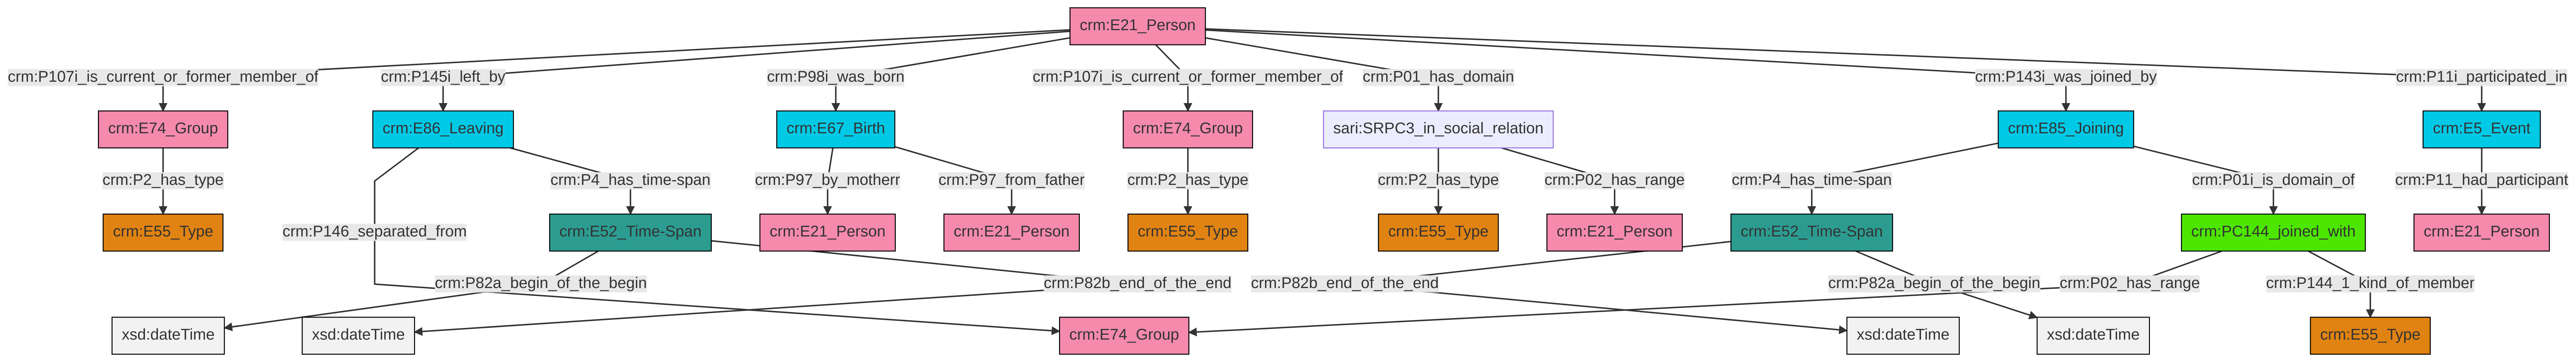 crm:E21_Person
crm:P107i_is_current_or_former_member_of
crm:P145i_left_by
crm:P98i_was_born
crm:P107i_is_current_or_former_member_of
crm:P01_has_domain
crm:P143i_was_joined_by
crm:P11i_participated_in
crm:E74_Group
crm:E86_Leaving
crm:E67_Birth
crm:E74_Group
sari:SRPC3_in_social_relation
crm:E85_Joining
crm:E5_Event
crm:P2_has_type
crm:P4_has_time-span
crm:P97_by_motherr
crm:P97_from_father
crm:P2_has_type
crm:P2_has_type
crm:P02_has_range
crm:P4_has_time-span
crm:P01i_is_domain_of
crm:P11_had_participant
crm:E55_Type
crm:P146_separated_from
crm:E52_Time-Span
crm:E21_Person
crm:E21_Person
crm:E55_Type
crm:E55_Type
crm:E21_Person
crm:E52_Time-Span
crm:PC144_joined_with
crm:E21_Person
crm:P82a_begin_of_the_begin
crm:P82b_end_of_the_end
crm:P82b_end_of_the_end
crm:P82a_begin_of_the_begin
crm:P02_has_range
crm:P144_1_kind_of_member
xsd:dateTime
xsd:dateTime
crm:E74_Group
xsd:dateTime
xsd:dateTime
crm:E55_Type